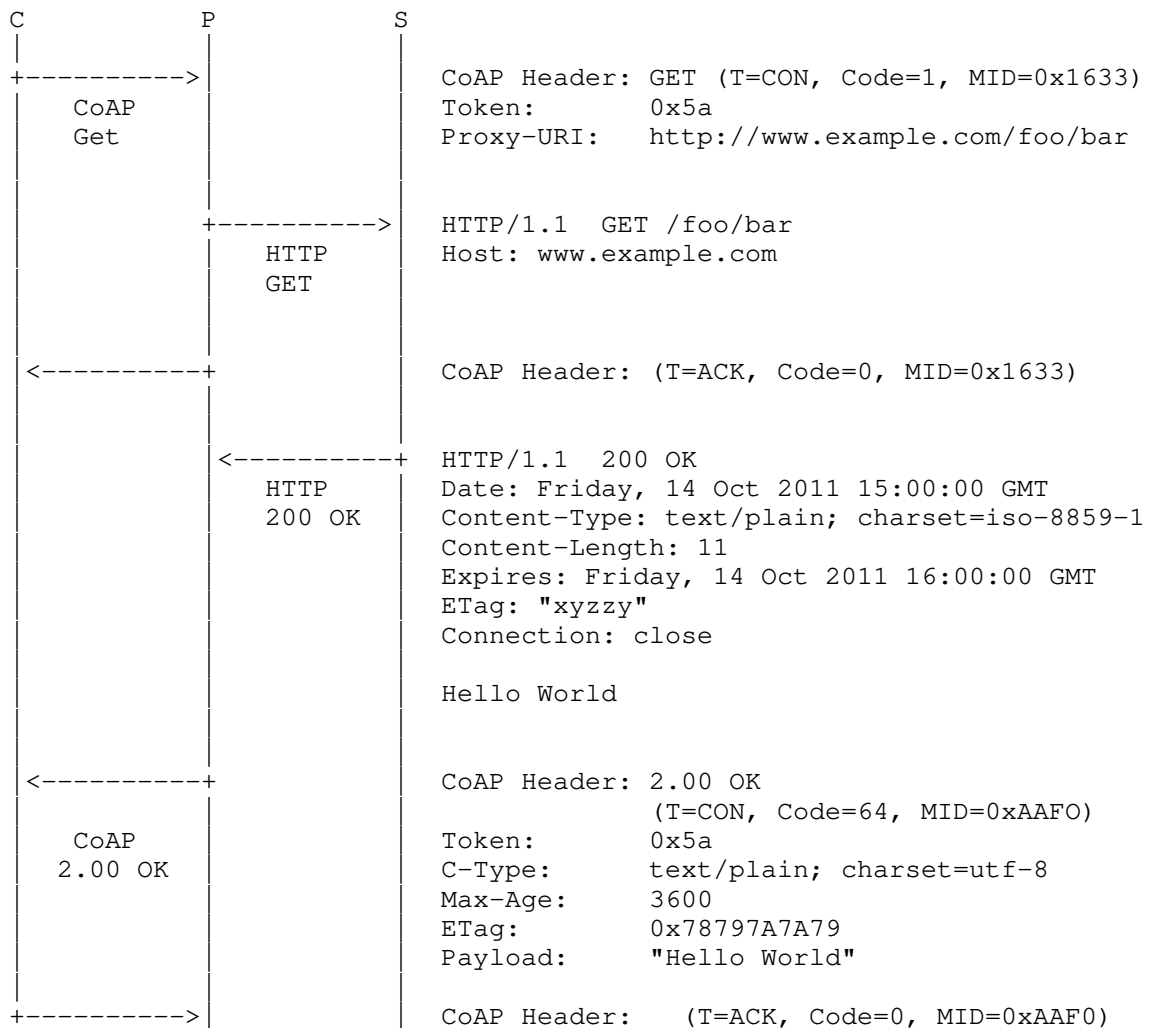 C P S
CoAP Header: GET (T=CON, Code=1, MID=0x1633)
CoAP Token: 0x5a
Get Proxy-URI: http://www.example.com/foo/bar
HTTP/1.1 GET /foo/bar
HTTP Host: www.example.com
GET
CoAP Header: (T=ACK, Code=0, MID=0x1633)
HTTP/1.1 200 OK
HTTP Date: Friday, 14 Oct 2011 15:00:00 GMT
200 OK Content-Type: text/plain; charset=iso-8859-1
Content-Length: 11
Expires: Friday, 14 Oct 2011 16:00:00 GMT
ETag: "xyzzy"
Connection: close
Hello World
CoAP Header: 2.00 OK
(T=CON, Code=64, MID=0xAAFO)
CoAP Token: 0x5a
2.00 OK C-Type: text/plain; charset=utf-8
Max-Age: 3600
ETag: 0x78797A7A79
Payload: "Hello World"
CoAP Header: (T=ACK, Code=0, MID=0xAAF0)